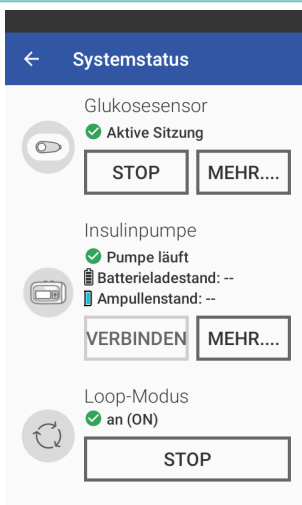 Systemstatus
Glukosesensor
Aktive Sitzung
STOP MEHR....
Insulinpumpe
Pumpe läuft
Batterieladestand: --
Ampullenstand: --
VERBINDEN MEHR....
Loop-Modus
an (ON)
STOP